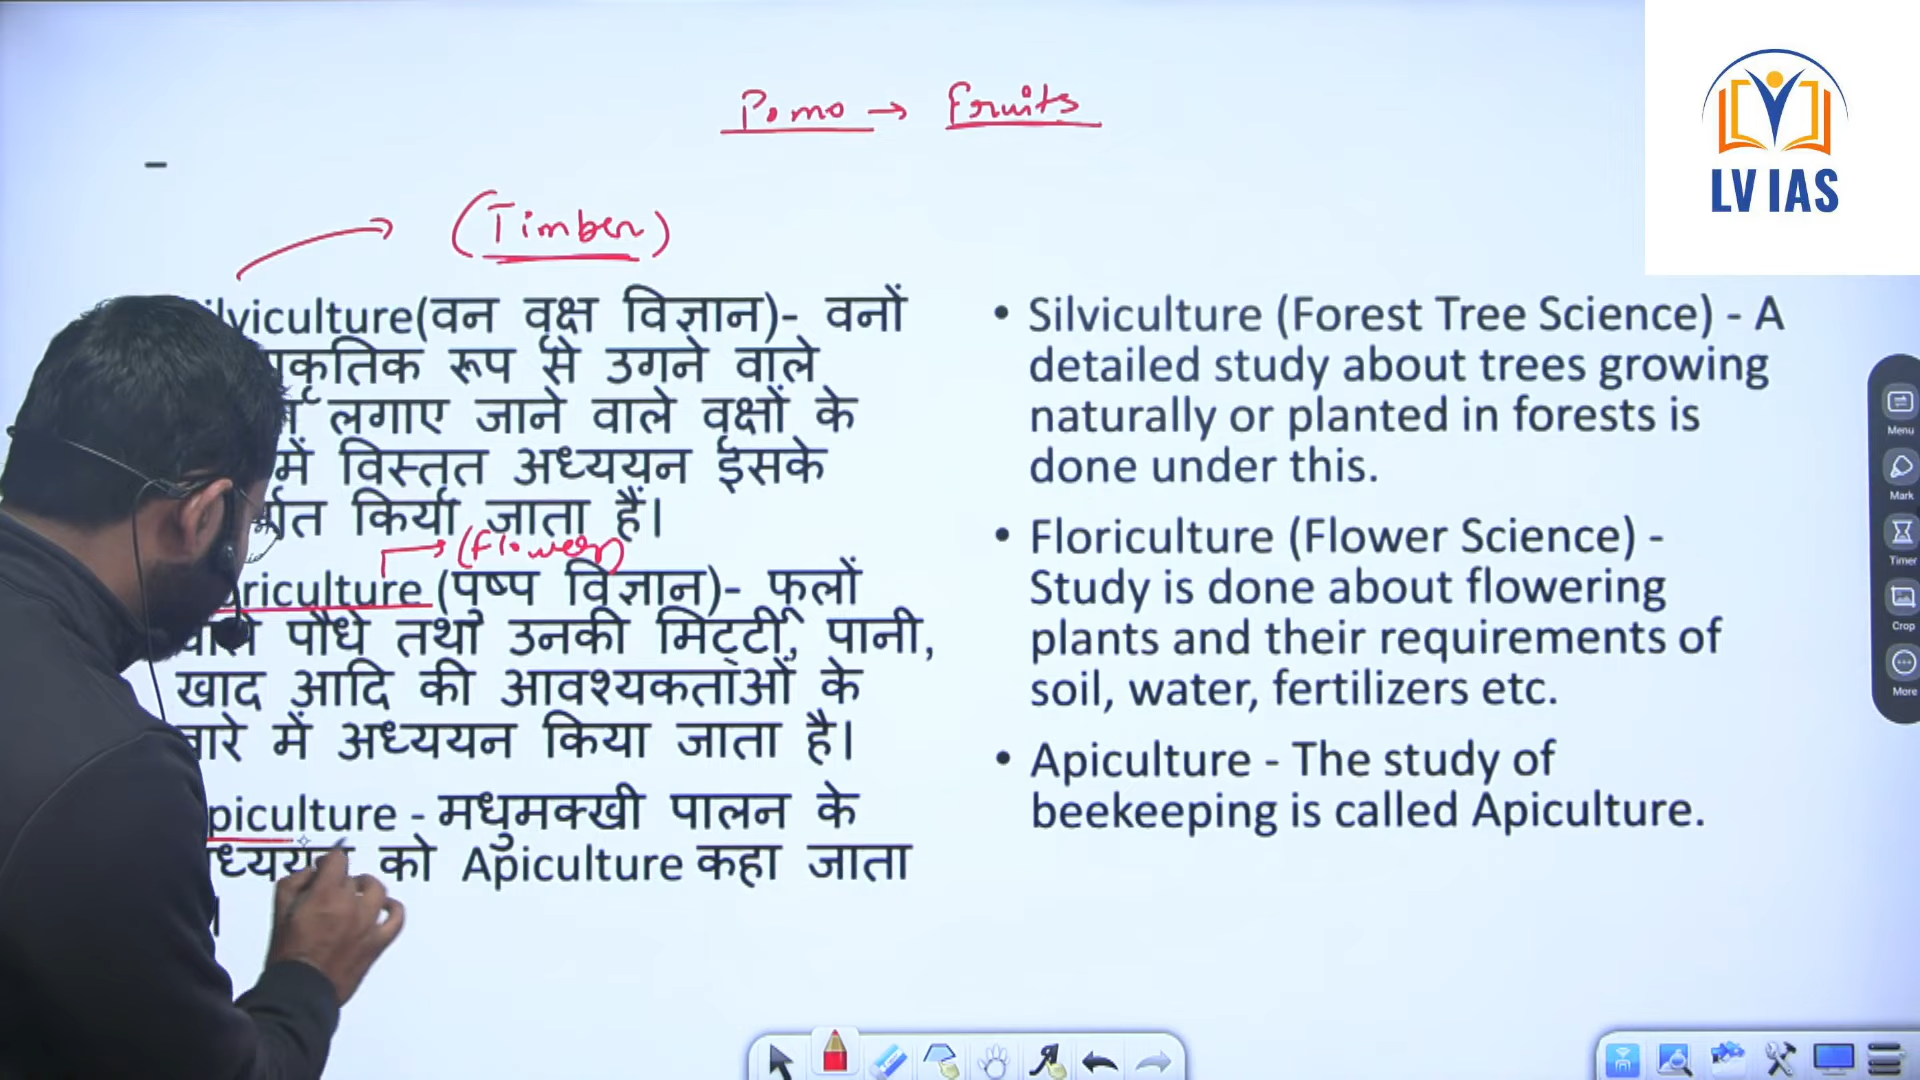 Pomo → Fruits
LV IAS
(Timber)
(वन वृक्ष विज्ञान)- वनों
रूप से उगने वाले
लगाए जाने वाले वृक्षों के
में विस्तृत अध्ययन इसके
किया जाता हैं।
(flower)
(पुष्प विज्ञान)- फूलों
पौधे तथा उनकी मिट्टी, पानी,
खाद आदि की आवश्यकताओं के
में अध्ययन किया जाता है।
- मधुमक्खी पालन के
को Apiculture कहा जाता
• Silviculture (Forest Tree Science) - A
detailed study about trees growing
naturally or planted in forests is
done under this.
• Floriculture (Flower Science) -
Study is done about flowering
plants and their requirements of
soil, water, fertilizers etc.
• Apiculture - The study of
beekeeping is called Apiculture.
Menu
Mark
Timer
Crop
More